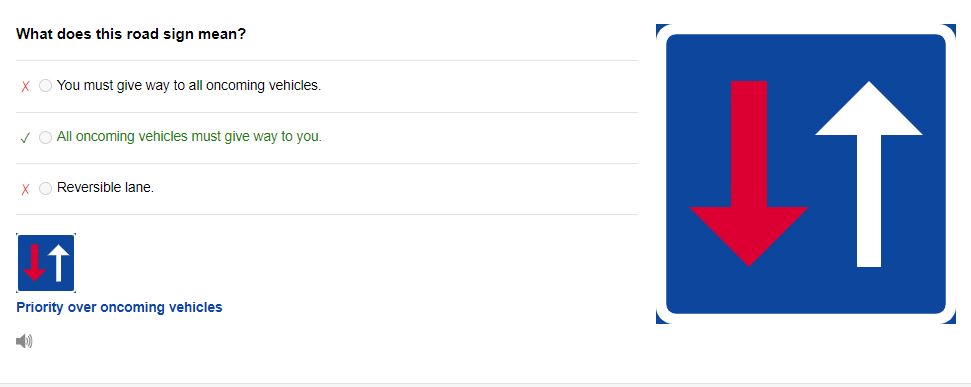 What does this road sign mean?
You must give way to all oncoming vehicles.
All oncoming vehicles must give way to you.
Reversible lane.
Priority over oncoming vehicles